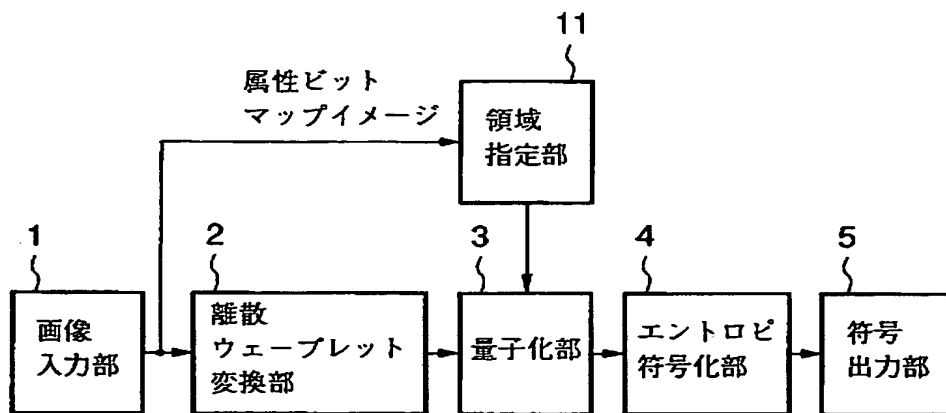 11
属性ビット
マップイメージ
領域
指定部
1
2
3
4
5
画像
入力部
離散
ウェーブレット
変換部
量子化部
エントロピ
符号化部
符号
出力部